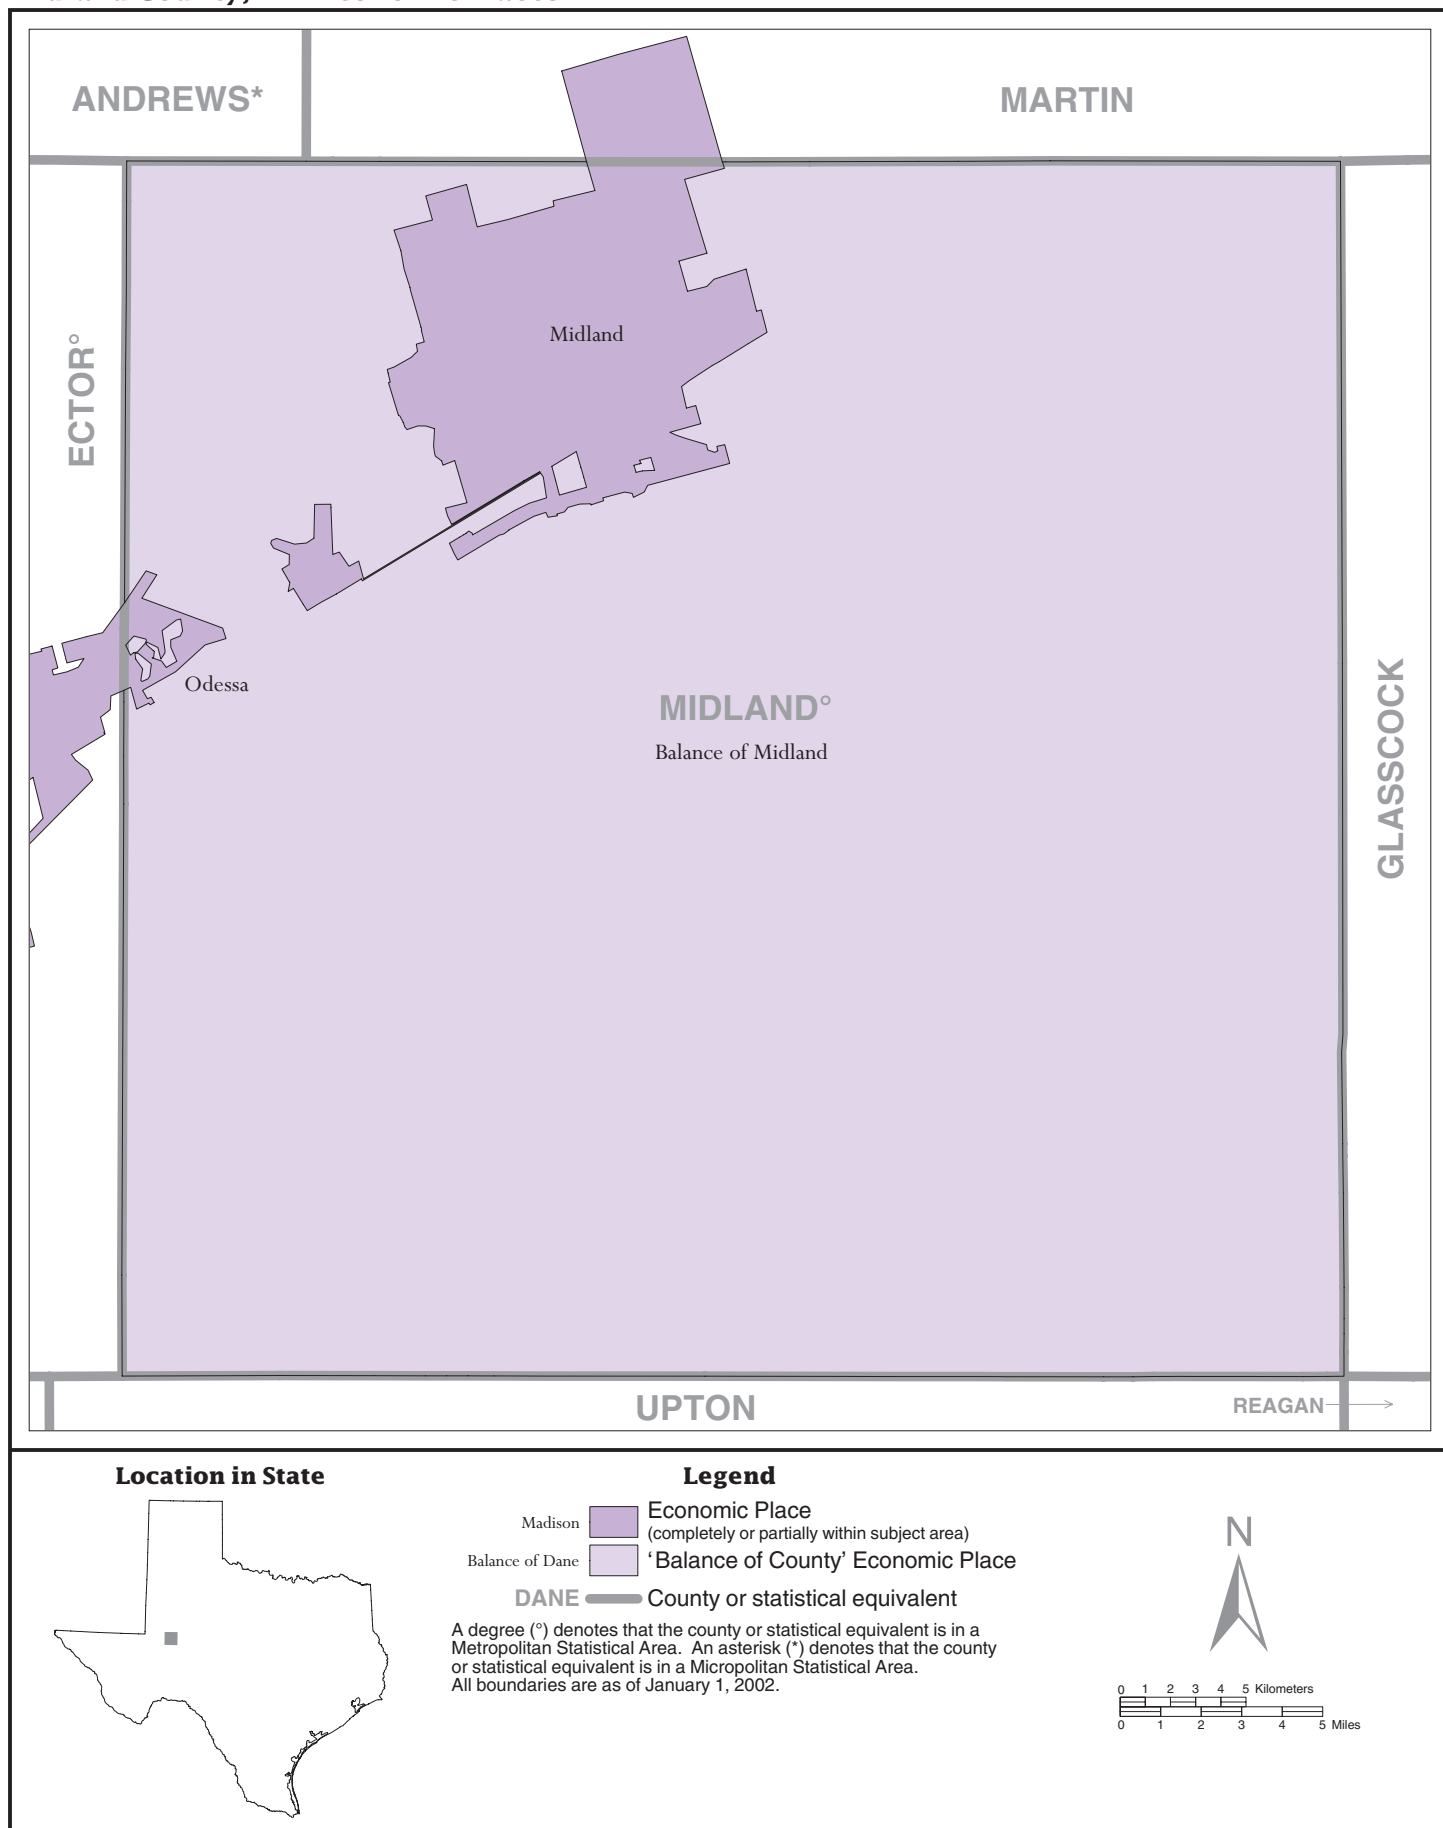 ANDREWS*
MARTIN
ECTOR°
Midland
Odessa
MIDLAND°
Balance of Midland
GLASSCOCK
UPTON
REAGAN
Location in State
Legend
Madison
Economic Place
(completely or partially within subject area)
Balance of Dane
‘Balance of County’ Economic Place
DANE
County or statistical equivalent
A degree (°) denotes that the county or statistical equivalent is in a
Metropolitan Statistical Area. An asterisk (*) denotes that the county
or statistical equivalent is in a Micropolitan Statistical Area.
All boundaries are as of January 1, 2002.
N
0 1 2 3 4 5 Kilometers
0 1 2 3 4 5 Miles